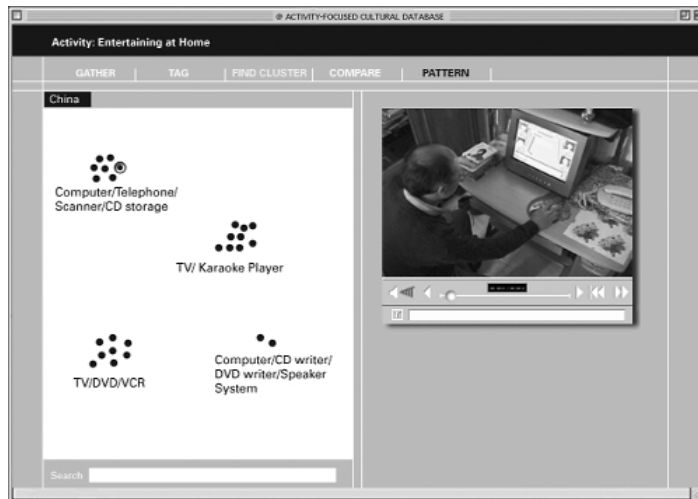 @ ACTIVITY-FOCUSED CULTURAL DATABASE
Activity: Entertaining at Home
GATHER | TAG | FIND CLUSTER | COMPARE | PATTERN |
China
Computer/Telephone/
Scanner/CD storage
TV/ Karaoke Player
TV/DVD/VCR
Computer/CD writer/
DVD writer/Speaker
System
Search